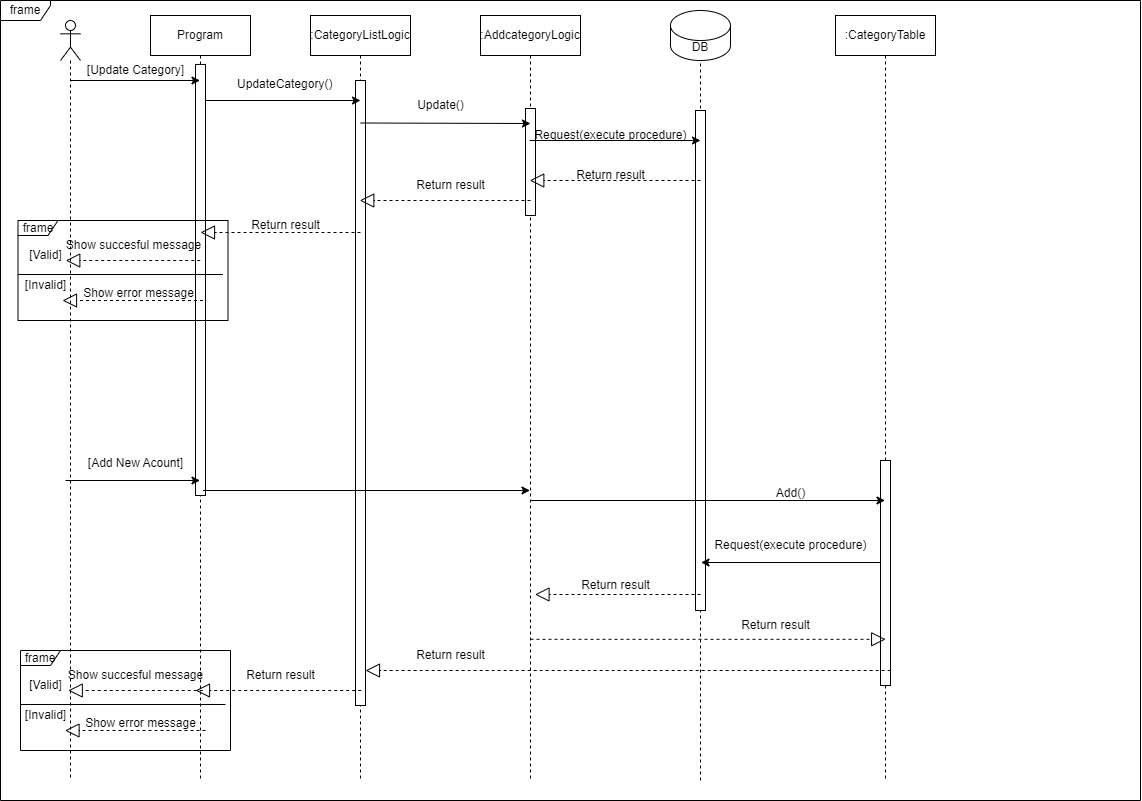 frame
Program
:CategoryListLogic
:AddcategoryLogic
DB
:CategoryTable
[Update Category]
UpdateCategory()
Update()
Request(execute procedure)
Return result
Return result
Return result
frame
Show succesful message
[Valid]
[Invalid]
Show error message
[Add New Acount]
Add()
Request(execute procedure)
Return result
Return result
Return result
frame
Show succesful message
Return result
[Valid]
[Invalid]
Show error message